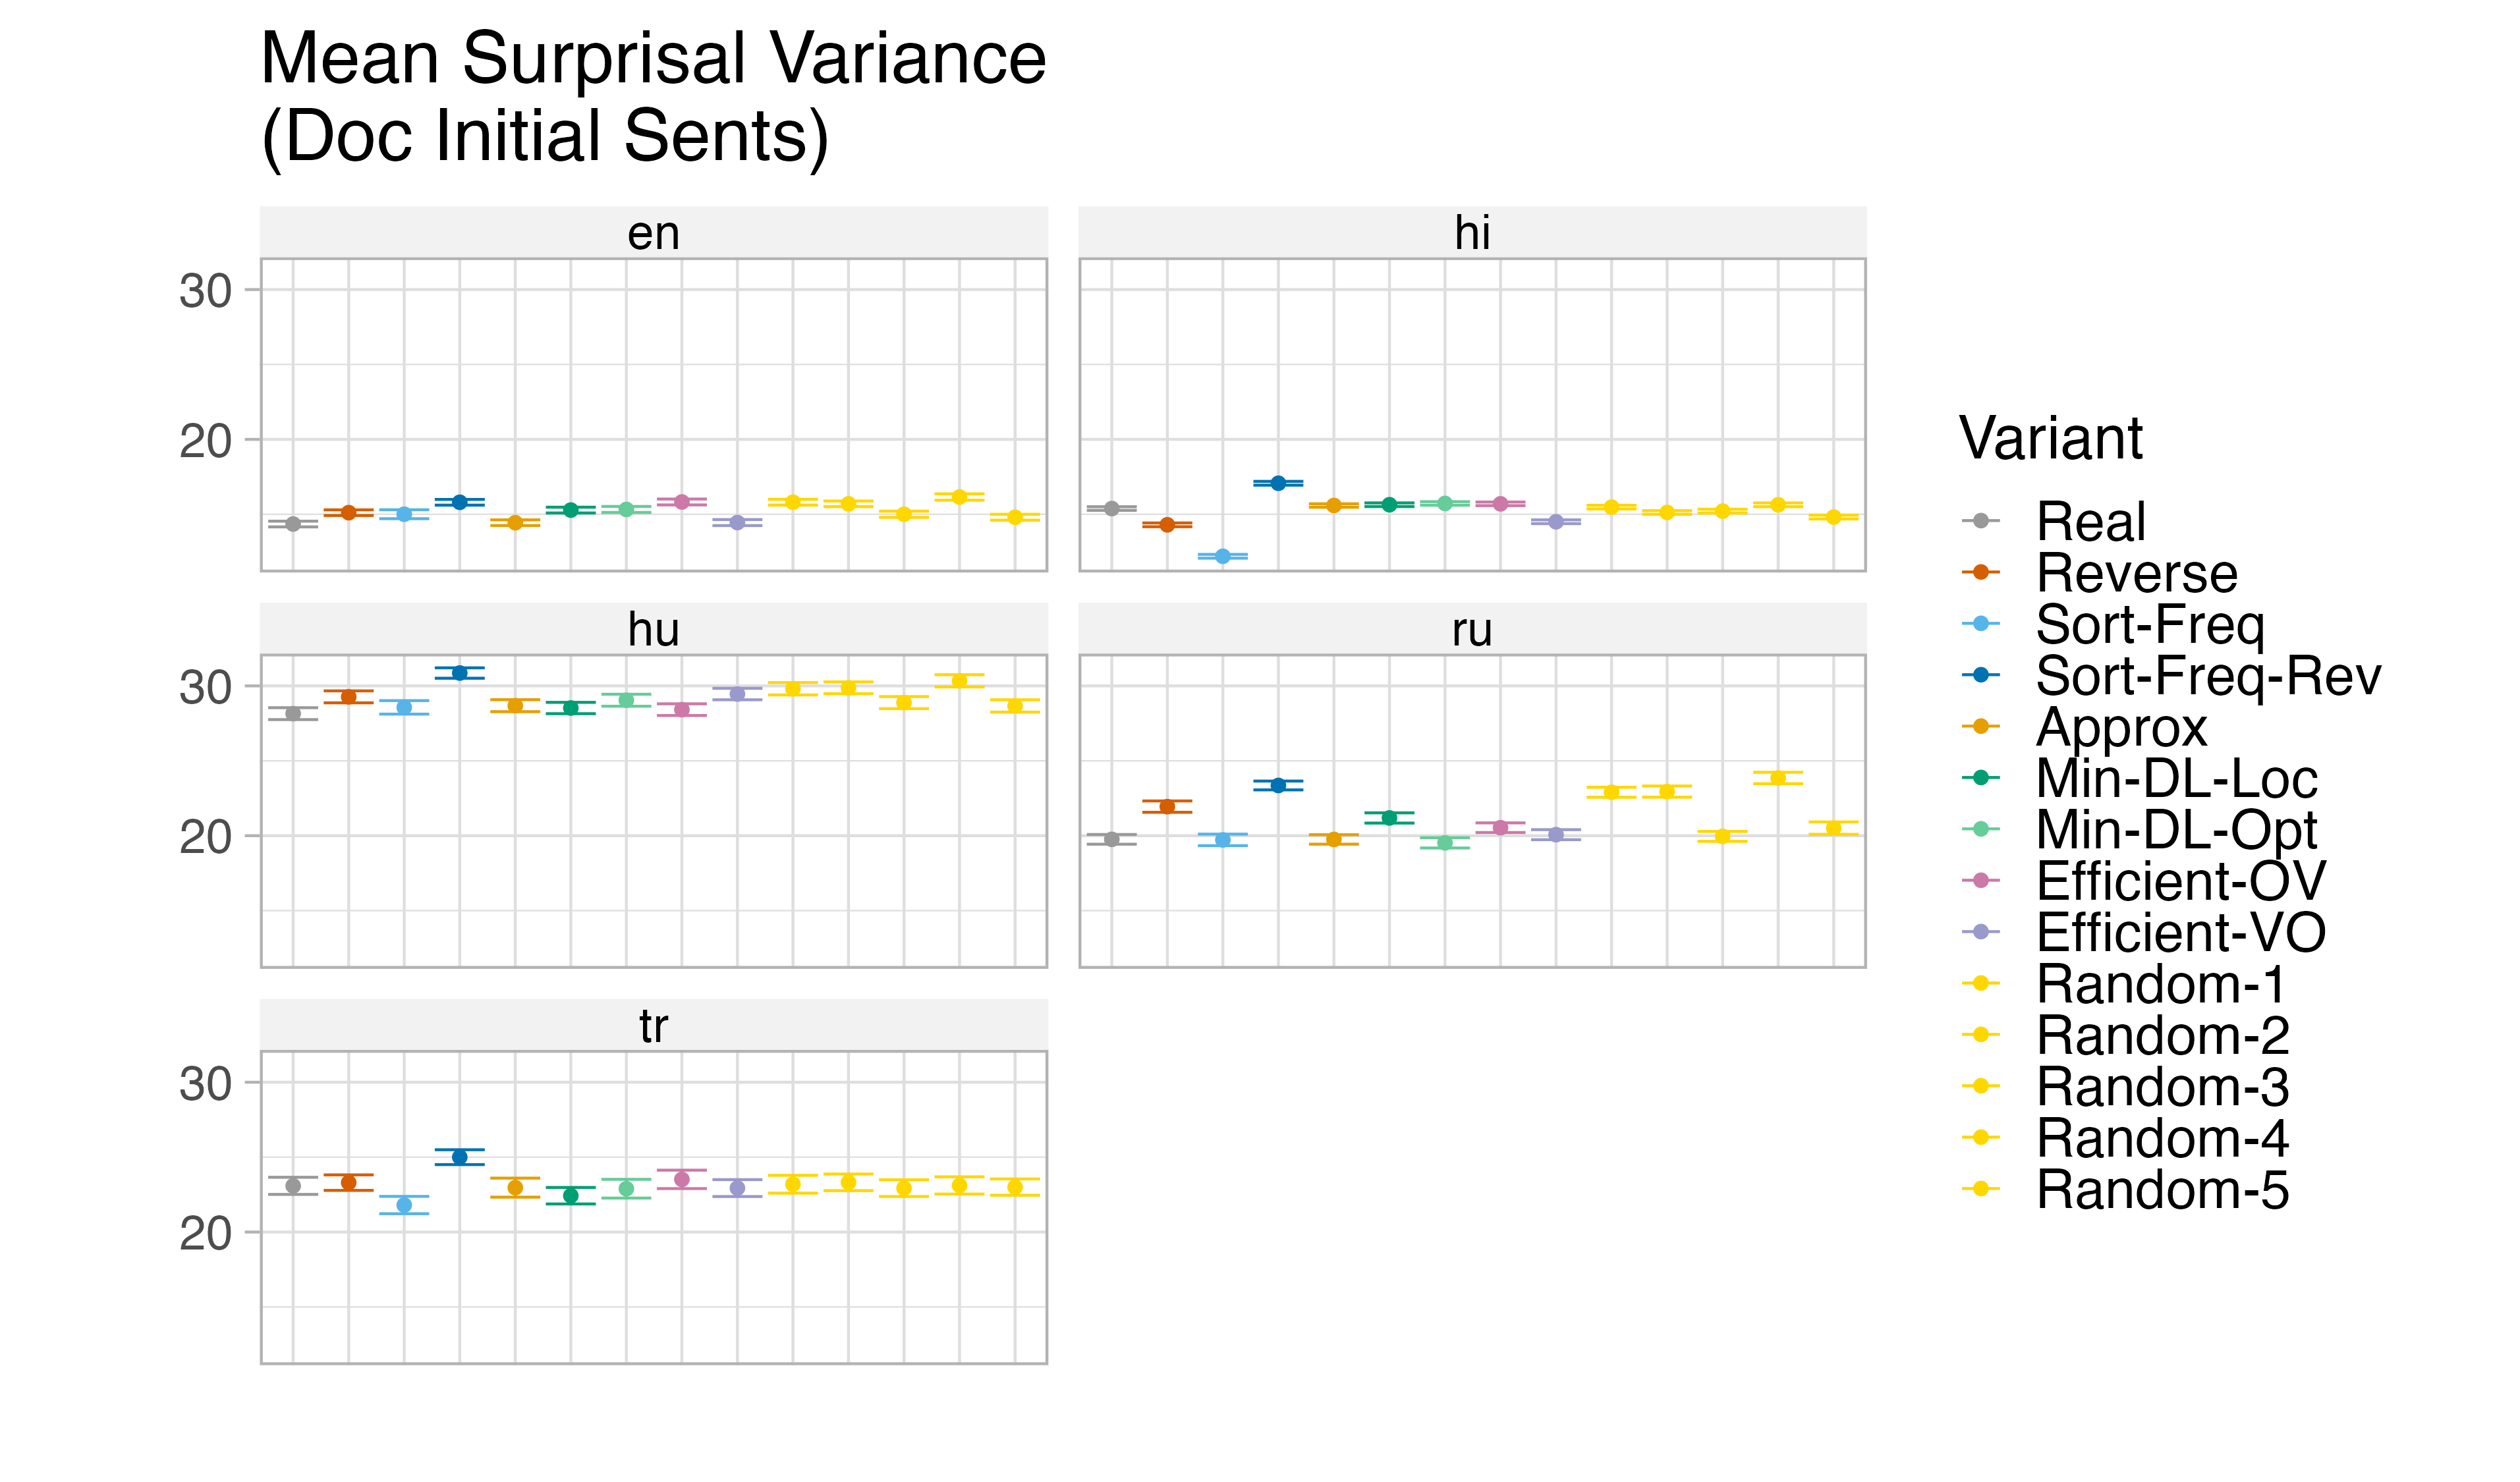 Mean Surprisal Variance
(Doc Initial Sents)
en
hi
30
20
hu
ru
30
20
tr
30
20
Variant
Real
Reverse
Sort-Freq
Sort-Freq-Rev
Approx
Min-DL-Loc
Min-DL-Opt
Efficient-OV
Efficient-VO
Random-1
Random-2
Random-3
Random-4
Random-5